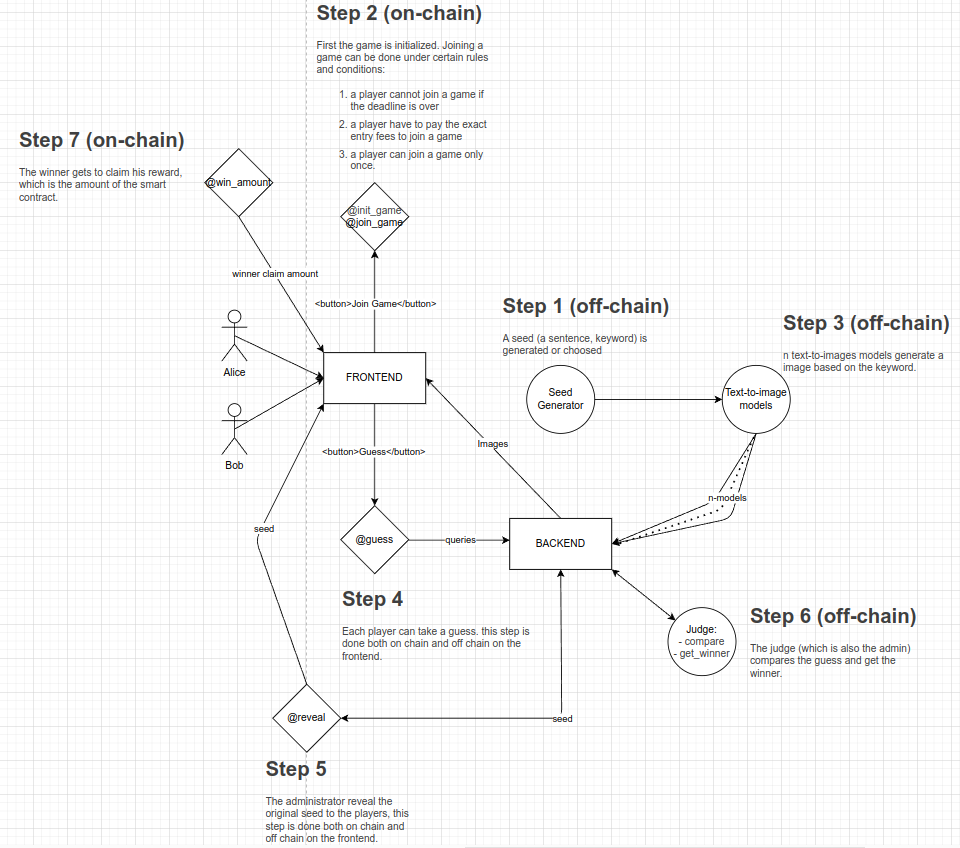 Step 2 (on-chain)
First the game is initialized. Joining a
game can be done under certain rules
and conditions:
1. a player cannot join a game if
the deadline is over
2. a player have to pay the exact
entry fees to join a game
3. a player can join a game only
once.
Step 7 (on-chain)
The winner gets to claim his reward,
which is the amount of the smart
contract.
@win_amount
@init_game
@join_game
winner claim amount
<button>Join Game</button>
Step 1 (off-chain)
A seed (a sentence, keyword) is
generated or choosed
Step 3 (off-chain)
n text-to-images models generate a
image based on the keyword.
Alice
FRONTEND
Seed
Generator
Text-to-image
models
Bob
<button>Guess</button>
Images
n-models
seed
@guess
queries
BACKEND
Step 4
Each player can take a guess. this step is
done both on chain and off chain on the
frontend.
Judge:
- compare
- get_winner
Step 6 (off-chain)
The judge (which is also the admin)
compares the guess and get the
winner.
@reveal
seed
Step 5
The administrator reveal the
original seed to the players, this
step is done both on chain and
off chain on the frontend.